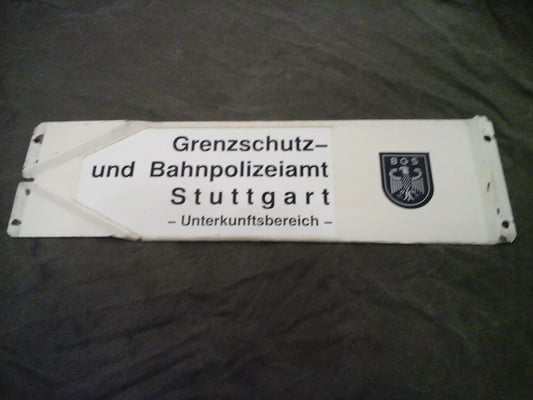 Grenzschutz–
und Bahnpolizeiamt
Stuttgart
– Unterkunftsbereich –
BGS